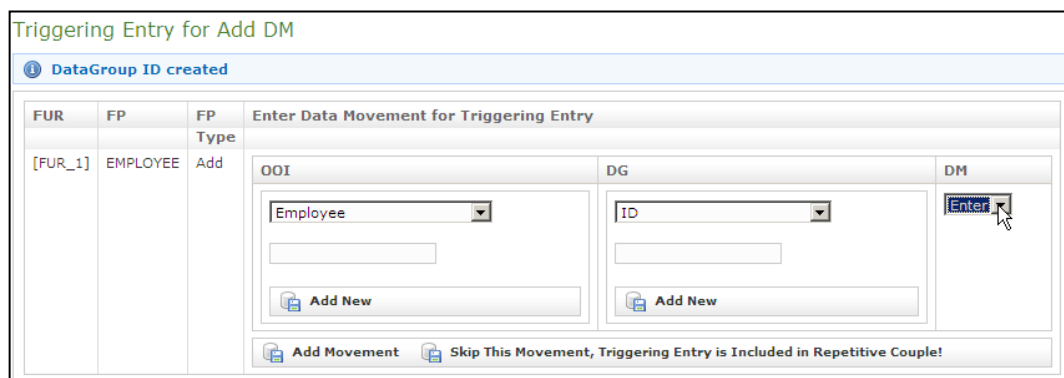 Triggering Entry for Add DM
DataGroup ID created
FUR FP FP Type Enter Data Movement for Triggering Entry
[FUR_1] EMPLOYEE Add
OOI DG DM
Employee ID Enter
Add New Add New
Add Movement Skip This Movement, Triggering Entry is Included in Repetitive Couple!